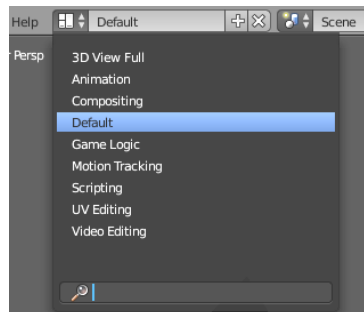 Help Default Scene
Persp
3D View Full
Animation
Compositing
Default
Game Logic
Motion Tracking
Scripting
UV Editing
Video Editing